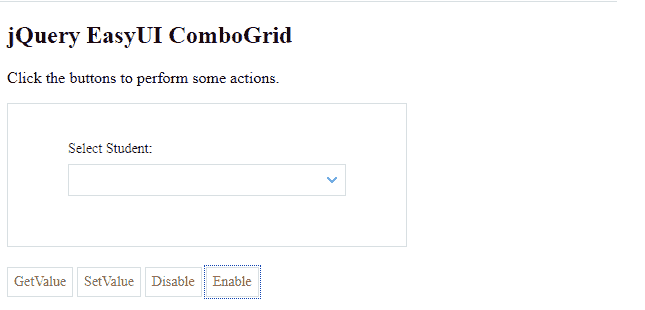 jQuery EasyUI ComboGrid
Click the buttons to perform some actions.
Select Student:
GetValue SetValue Disable Enable